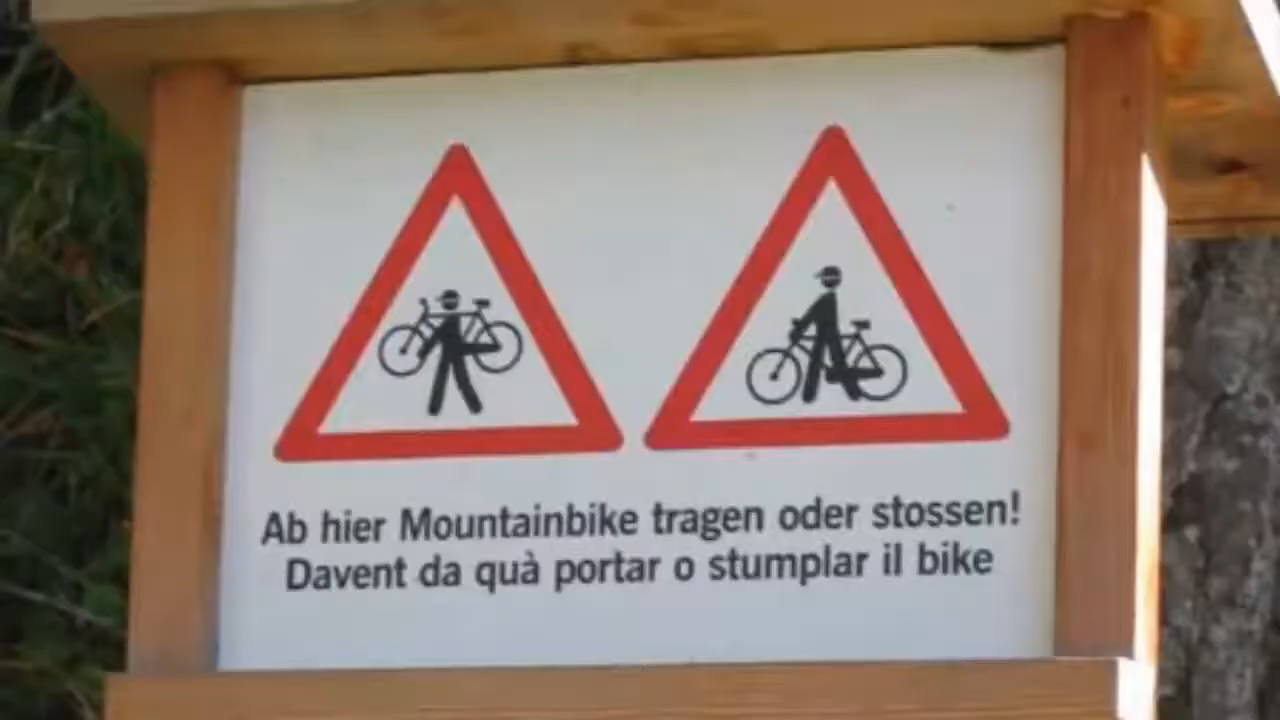 Ab hier Mountainbike tragen oder stossen!
Davent da quà portar o stumplar il bike